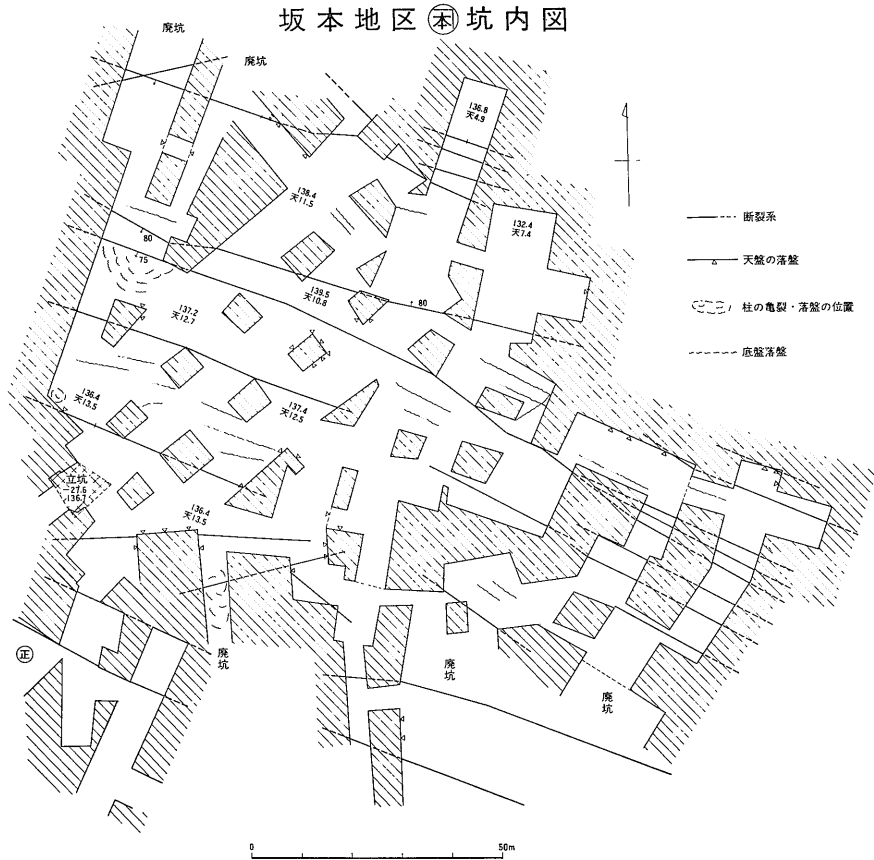 坂本地区㊍坑内図
廃坑
廃坑
136.8
天4.9
138.4
天11.5
132.4
天7.4
断裂系
80
75
天盤の落盤
139.5
天10.8
80
137.2
天12.7
柱の亀裂・落盤の位置
底盤落盤
136.4
天13.5
137.4
天12.5
立坑
-27.6
136.7
136.4
天13.5
正
廃坑
廃坑
廃坑
0 50m